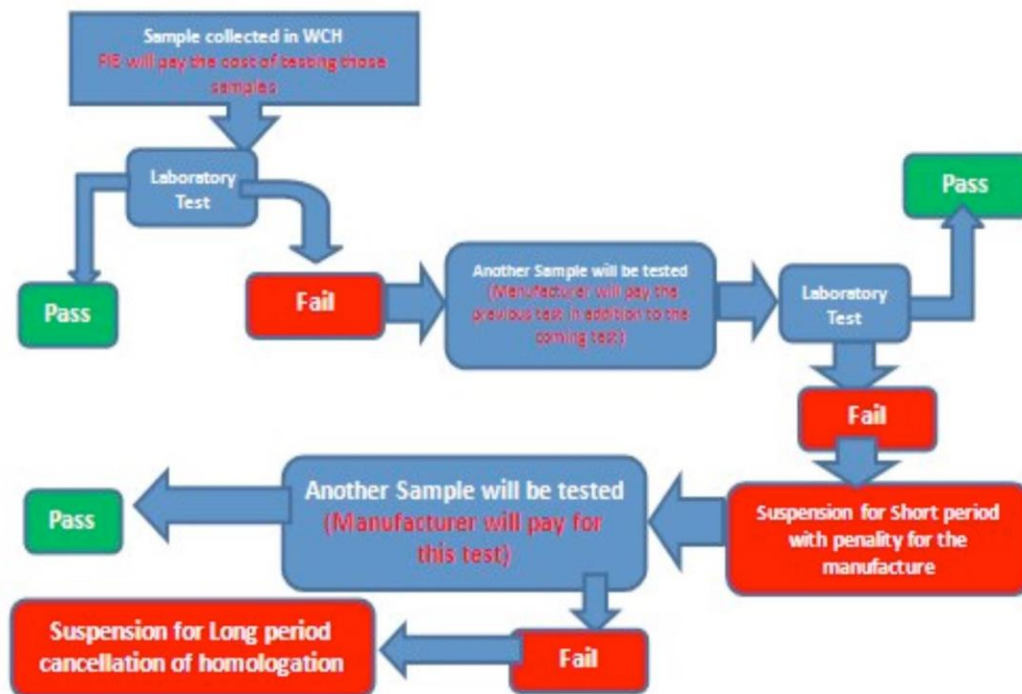 Sample collected in WCH
FIE will pay the cost of testing those
samples
Laboratory
Test
Pass
Fail
Another Sample will be tested
(Manufacturer will pay the
previous test in addition to the
coming test)
Laboratory
Test
Pass
Fail
Suspension for Short period
with penality for the
manufacture
Another Sample will be tested
(Manufacturer will pay for
this test)
Pass
Fail
Suspension for Long period
cancellation of homologation